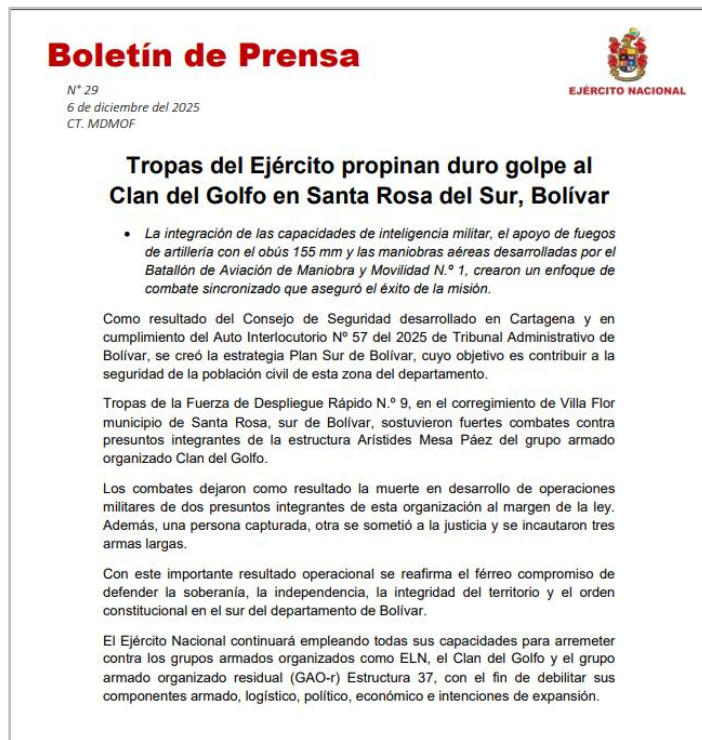 Boletín de Prensa
N° 29
6 de diciembre del 2025
CT. MDMOF
EJÉRCITO NACIONAL
Tropas del Ejército propinan duro golpe al
Clan del Golfo en Santa Rosa del Sur, Bolívar
• La integración de las capacidades de inteligencia militar, el apoyo de fuegos
de artillería con el obús 155 mm y las maniobras aéreas desarrolladas por el
Batallón de Aviación de Maniobra y Movilidad N.º 1, crearon un enfoque de
combate sincronizado que aseguró el éxito de la misión.
Como resultado del Consejo de Seguridad desarrollado en Cartagena y en
cumplimiento del Auto Interlocutorio Nº 57 del 2025 de Tribunal Administrativo de
Bolívar, se creó la estrategia Plan Sur de Bolívar, cuyo objetivo es contribuir a la
seguridad de la población civil de esta zona del departamento.
Tropas de la Fuerza de Despliegue Rápido N.º 9, en el corregimiento de Villa Flor
municipio de Santa Rosa, sur de Bolívar, sostuvieron fuertes combates contra
presuntos integrantes de la estructura Arístides Mesa Páez del grupo armado
organizado Clan del Golfo.
Los combates dejaron como resultado la muerte en desarrollo de operaciones
militares de dos presuntos integrantes de esta organización al margen de la ley.
Además, una persona capturada, otra se sometió a la justicia y se incautaron tres
armas largas.
Con este importante resultado operacional se reafirma el férreo compromiso de
defender la soberanía, la independencia, la integridad del territorio y el orden
constitucional en el sur del departamento de Bolívar.
El Ejército Nacional continuará empleando todas sus capacidades para arremeter
contra los grupos armados organizados como ELN, el Clan del Golfo y el grupo
armado organizado residual (GAO-r) Estructura 37, con el fin de debilitar sus
componentes armado, logístico, político, económico e intenciones de expansión.